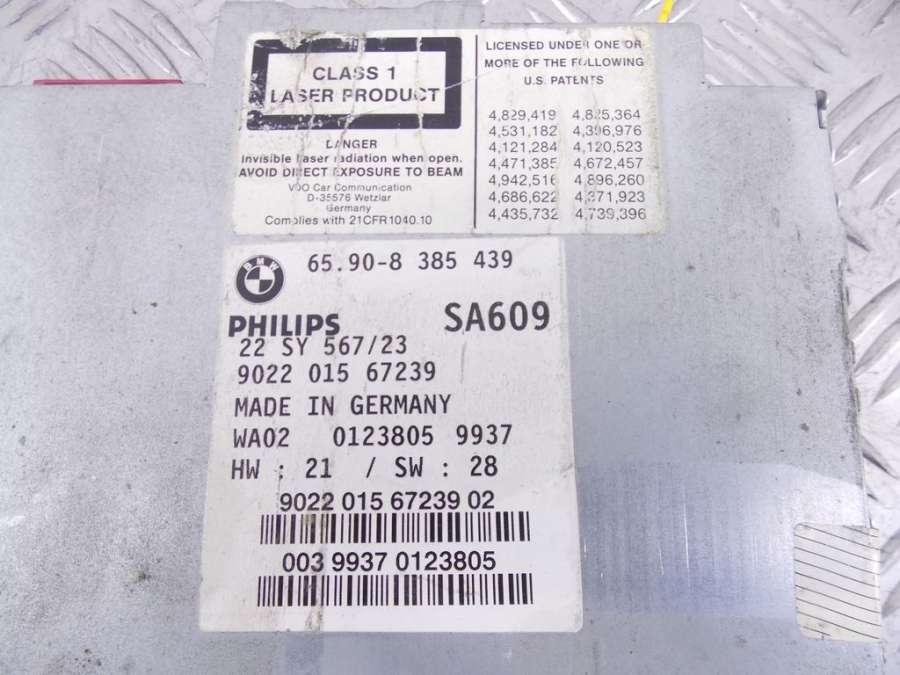 CLASS 1
LASER PRODUCT
DANGER
Invisible laser radiation when open.
AVOID DIRECT EXPOSURE TO BEAM
VDO Car Communication
D-35576 Wetzlar
Germany
Complies with 21CFR1040.10
LICENSED UNDER ONE OR
MORE OF THE FOLLOWING
U.S. PATENTS
4,829,419 4,825,364
4,531,182 4,396,976
4,121,284 4,120,523
4,471,385 4,672,457
4,942,516 4,896,260
4,686,622 4,371,923
4,435,732 4,739,396
BMW
65.90-8 385 439
PHILIPS SA609
22 SY 567/23
9022 015 67239
MADE IN GERMANY
WA02 0123805 9937
HW : 21 / SW : 28
9022 015 67239 02
003 9937 0123805